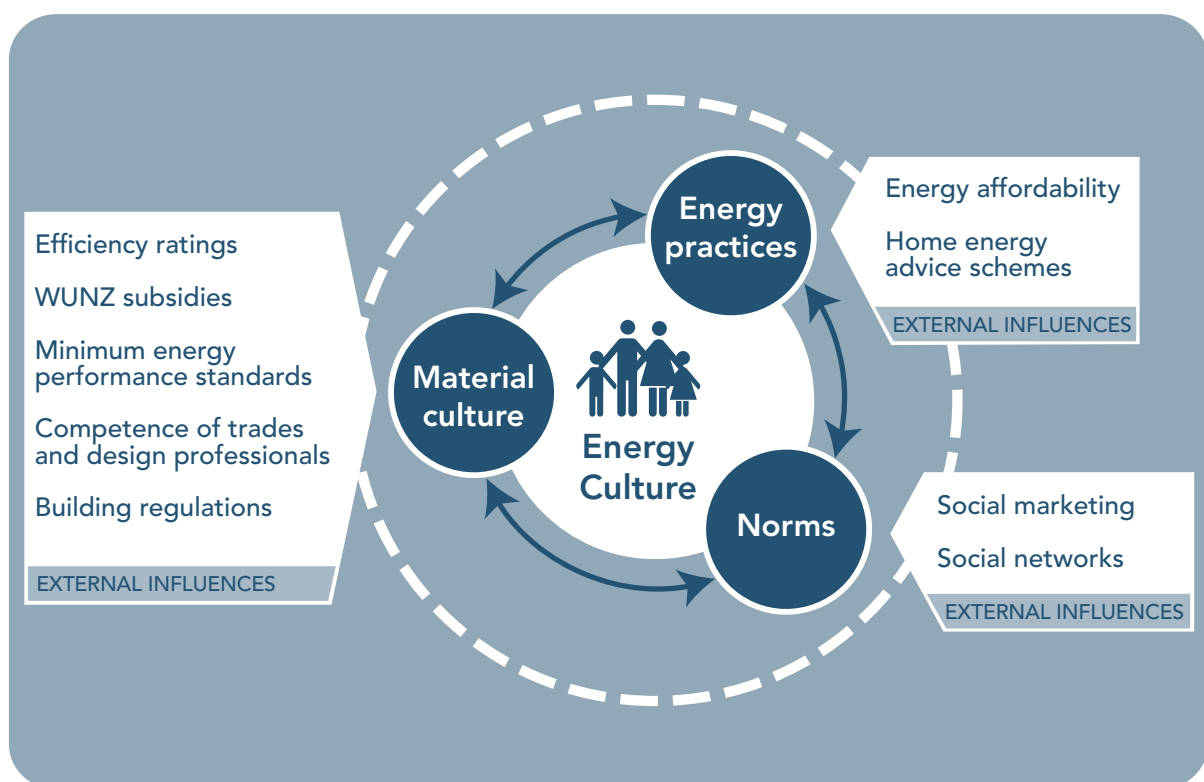 Efficiency ratings
WUNZ subsidies
Minimum energy
performance standards
Competence of trades
and design professionals
Building regulations
EXTERNAL INFLUENCES
Material
culture
Energy
practices
Energy
Culture
Norms
Energy affordability
Home energy
advice schemes
EXTERNAL INFLUENCES
Social marketing
Social networks
EXTERNAL INFLUENCES